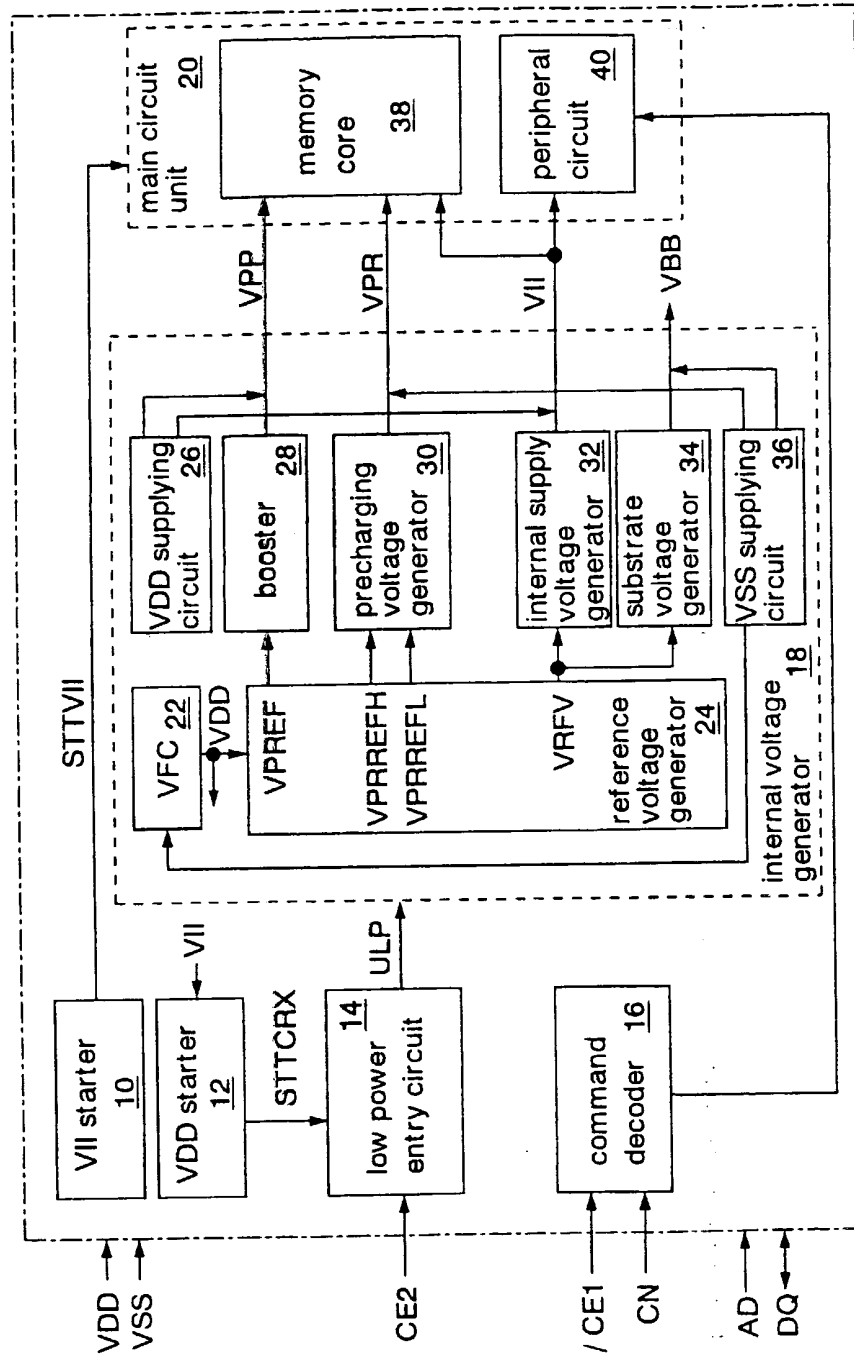 VDD
VSS
CE2
/ CE1
CN
AD
DQ
VII starter
10
VII
VDD starter
12
STTCRX
low power
entry circuit
14
ULP
command
decoder
16
STTVII
VFC 22
VDD
VPREF
VPRREFH
VPRREFL
VRFV
reference
voltage
generator
24
internal voltage
generator
18
VDD supplying
circuit
26
booster
28
precharging
voltage
generator
30
internal supply
voltage
generator
32
substrate
voltage
generator
34
VSS supplying
circuit
36
VPP
VPR
VII
VBB
main circuit
unit
20
memory
core
38
peripheral
circuit
40